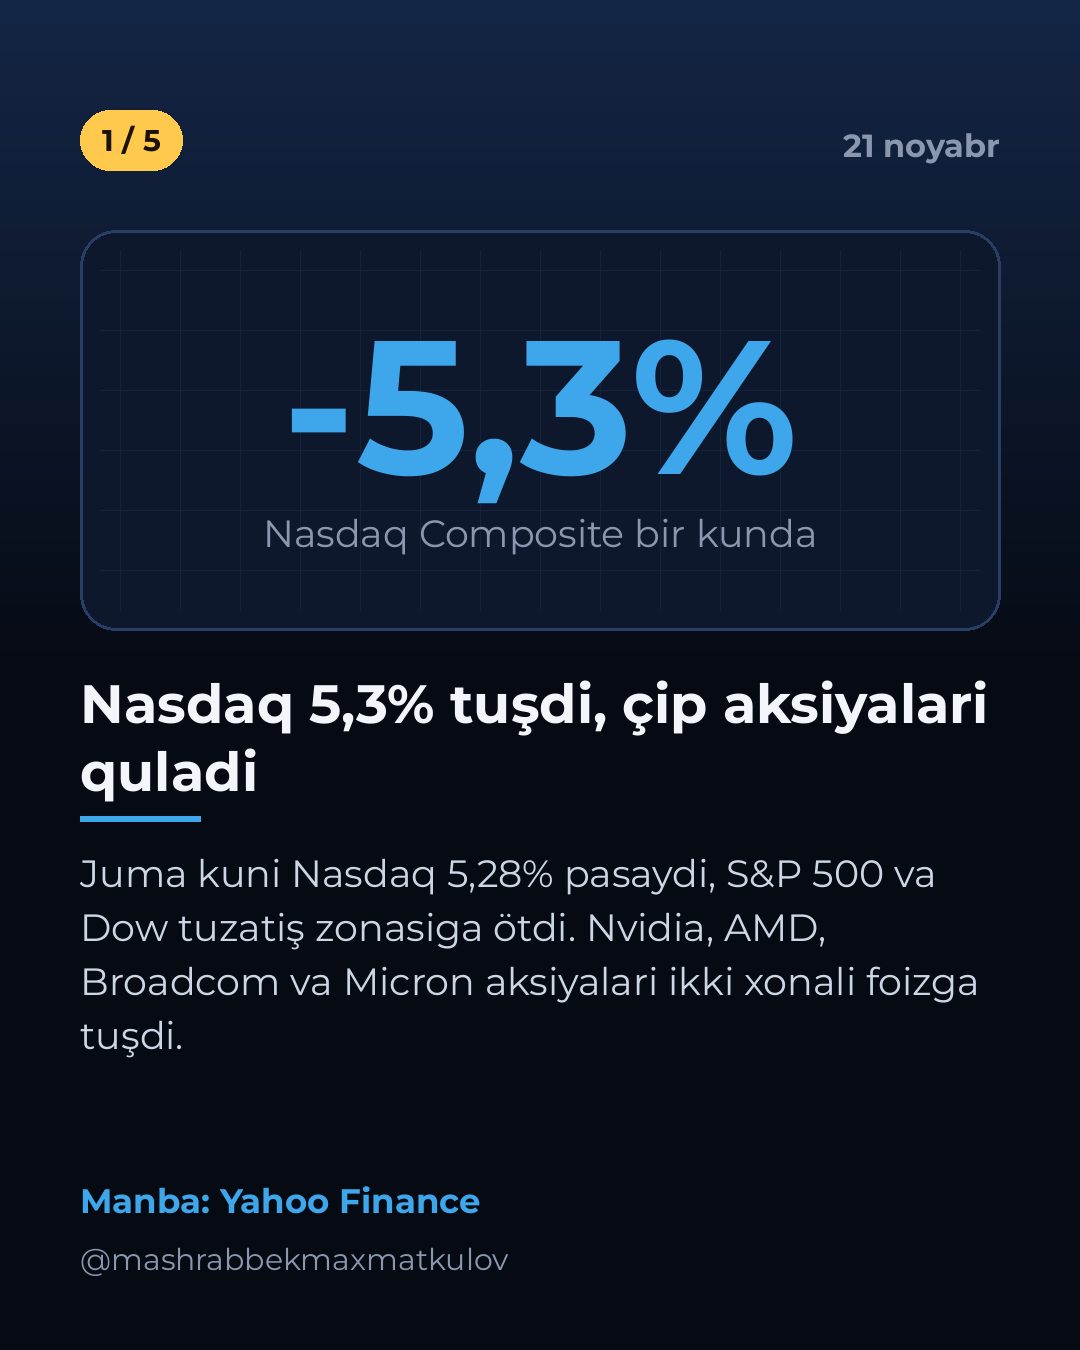 1 / 5
21 noyabr
-5,3%
Nasdaq Composite bir kunda
Nasdaq 5,3% tuşdi, çip aksiyalari
quladi
Juma kuni Nasdaq 5,28% pasaydi, S&P 500 va
Dow tuzatiş zonasiga ötdi. Nvidia, AMD,
Broadcom va Micron aksiyalari ikki xonali foizga
tuşdi.
Manba: Yahoo Finance
@mashrabbekmaxmatkulov